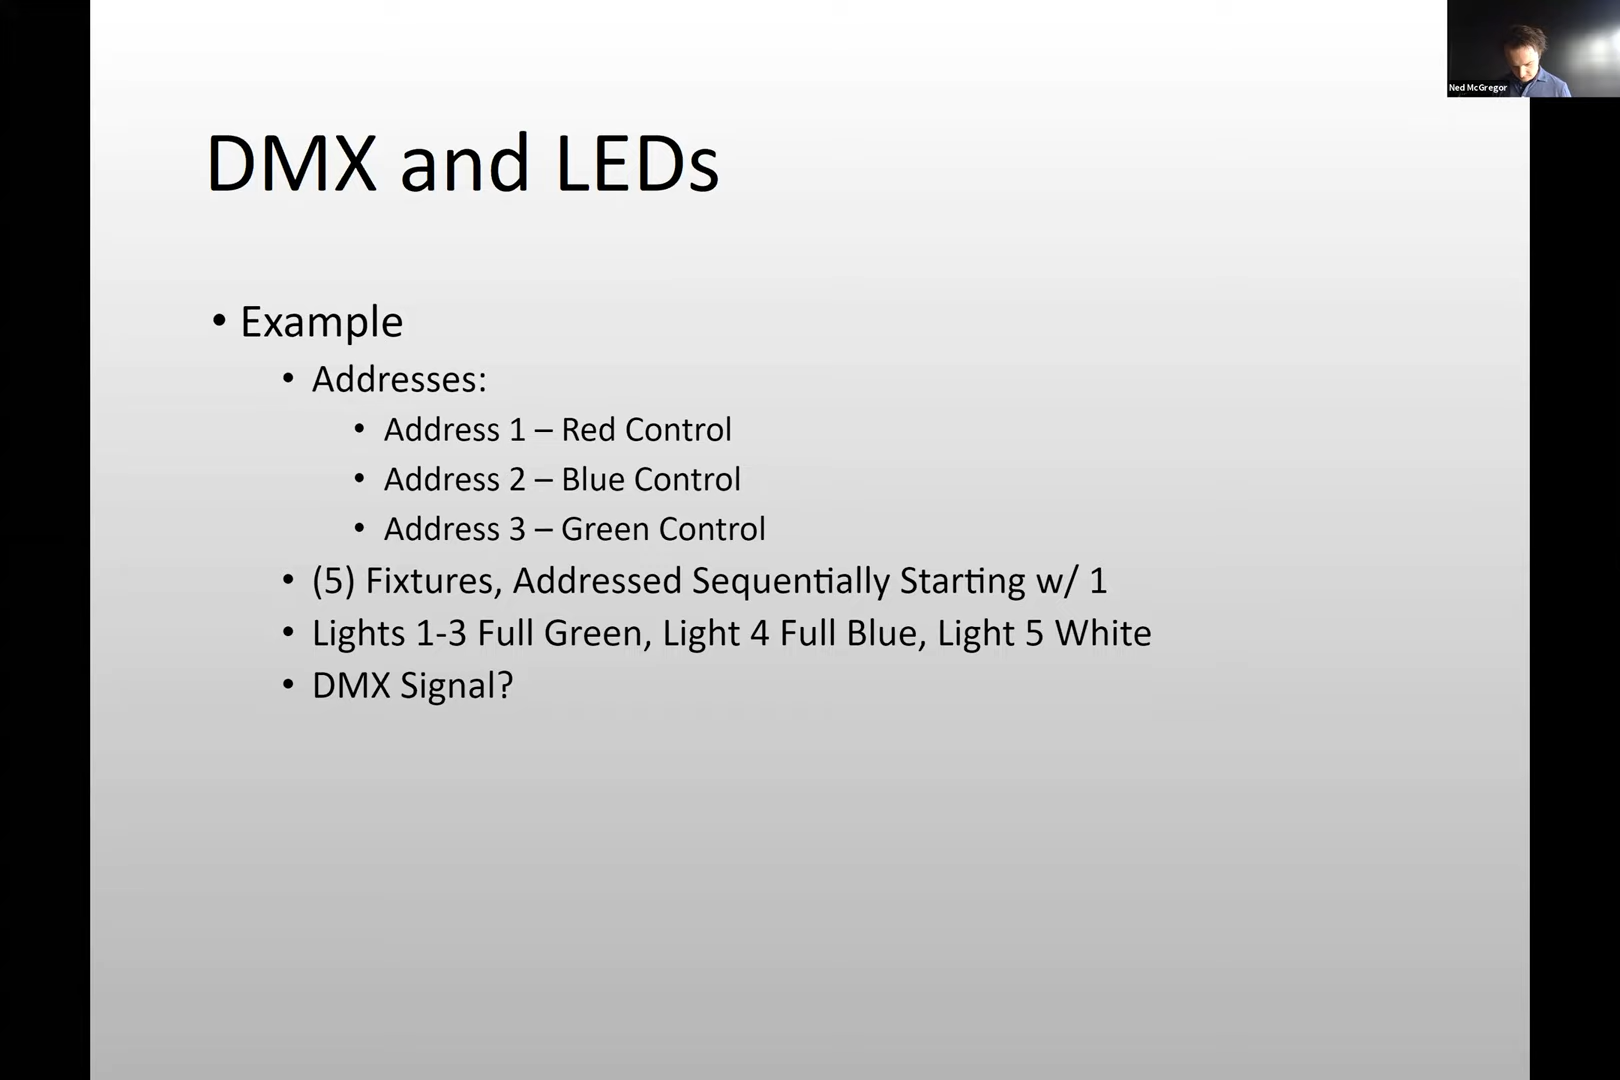 Ned McGregor
DMX and LEDs
• Example
• Addresses:
• Address 1 – Red Control
• Address 2 – Blue Control
• Address 3 – Green Control
• (5) Fixtures, Addressed Sequentially Starting w/ 1
• Lights 1-3 Full Green, Light 4 Full Blue, Light 5 White
• DMX Signal?